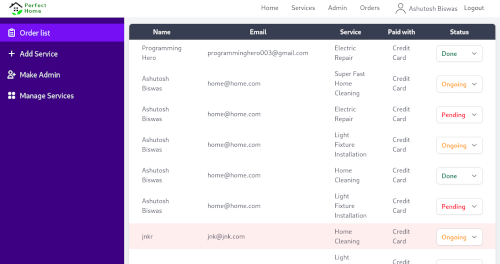 Perfect
Home
Home Services Admin Orders Ashutosh Biswas Logout
Order list
Add Service
Make Admin
Manage Services
Name Email Service Paid with Status
Programming
Hero
programminghero003@gmail.com
Electric
Repair
Credit
Card
Done
Ashutosh
Biswas
home@home.com
Super Fast
Home
Cleaning
Credit
Card
Ongoing
Ashutosh
Biswas
home@home.com
Electric
Repair
Credit
Card
Pending
Ashutosh
Biswas
home@home.com
Light
Fixture
Installation
Credit
Card
Ongoing
Ashutosh
Biswas
home@home.com
Home
Cleaning
Credit
Card
Done
Ashutosh
Biswas
home@home.com
Light
Fixture
Installation
Credit
Card
Pending
jnkr
jnk@jnk.com
Home
Cleaning
Credit
Card
Ongoing
Light